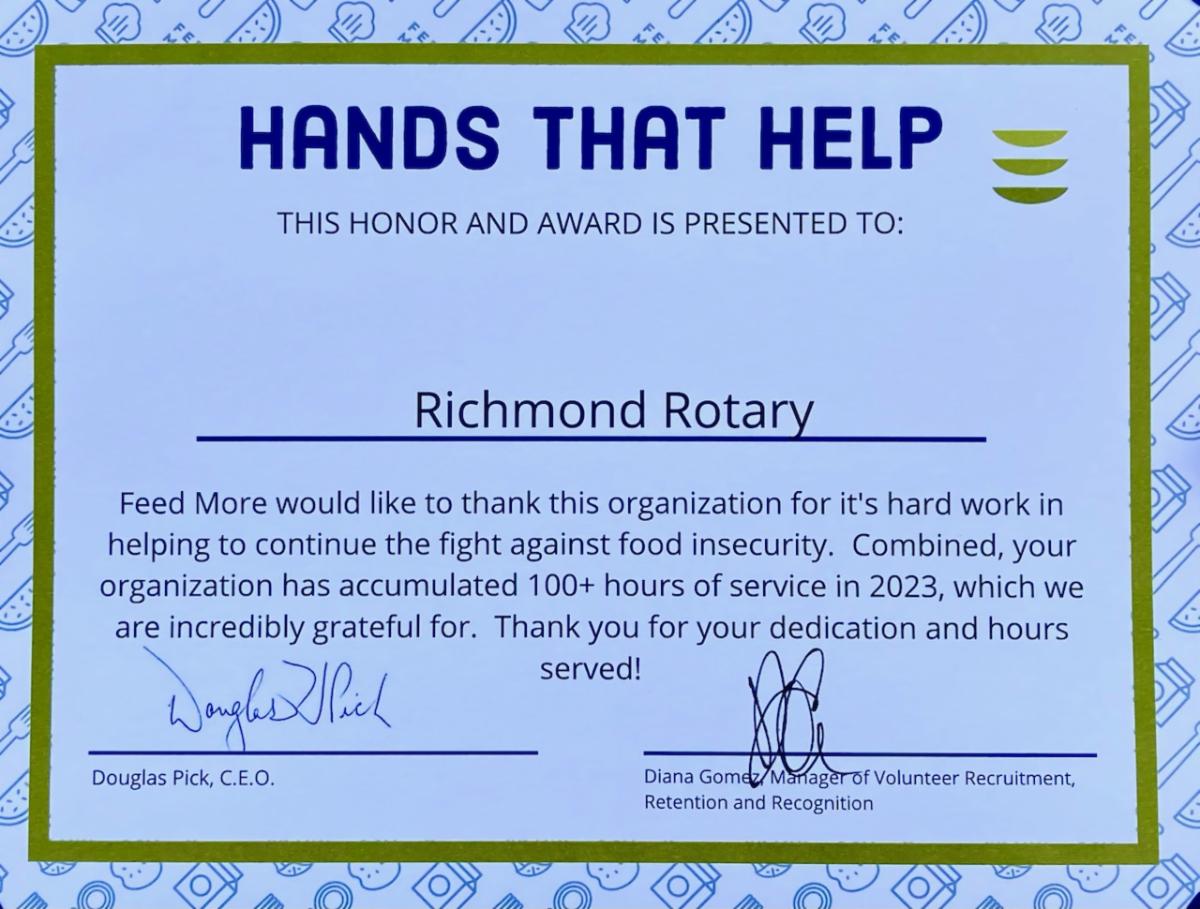 HANDS THAT HELP
THIS HONOR AND AWARD IS PRESENTED TO:
Richmond Rotary
Feed More would like to thank this organization for it's hard work in
helping to continue the fight against food insecurity. Combined, your
organization has accumulated 100+ hours of service in 2023, which we
are incredibly grateful for. Thank you for your dedication and hours
served!
Douglas Pick
Douglas Pick, C.E.O.
Diana Gomez, Manager of Volunteer Recruitment,
Retention and Recognition